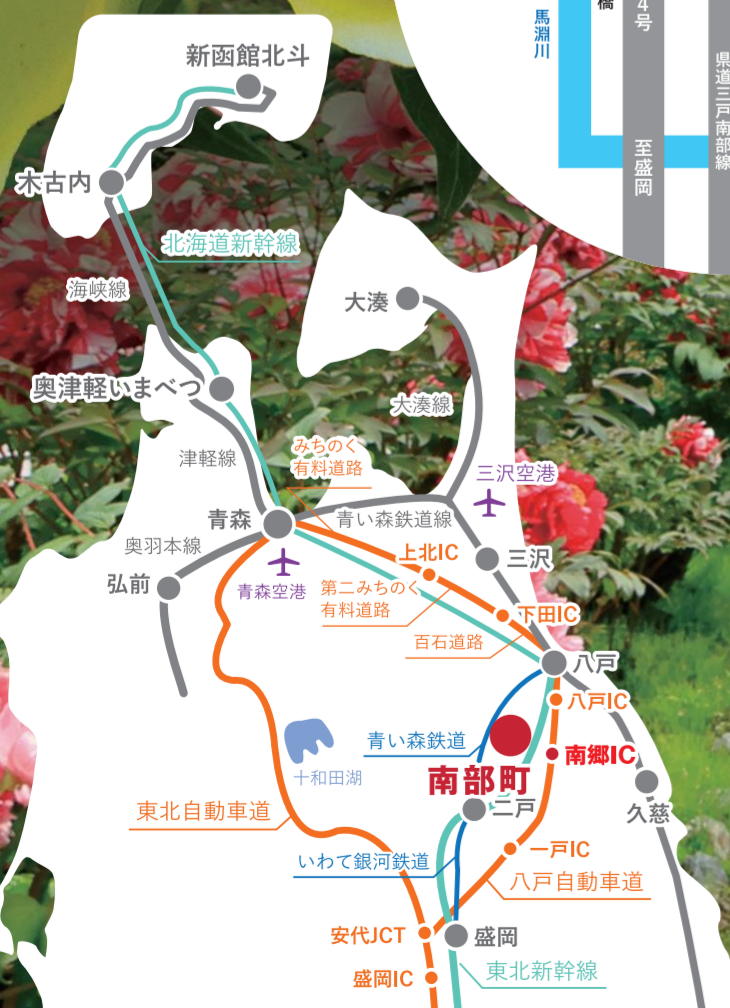 橋
4号
馬淵川
県道三戸南部線
至盛岡
新函館北斗
木古内
北海道新幹線
海峡線
大湊
奥津軽いまべつ
大湊線
みちのく
有料道路
津軽線
三沢空港
青森
青い森鉄道線
奥羽本線
上北IC
三沢
弘前
青森空港
第二みちのく
有料道路
下田IC
百石道路
八戸
八戸IC
青い森鉄道
南郷IC
十和田湖
南部町
東北自動車道
二戸
久慈
いわて銀河鉄道
一戸IC
八戸自動車道
安代JCT
盛岡
盛岡IC
東北新幹線